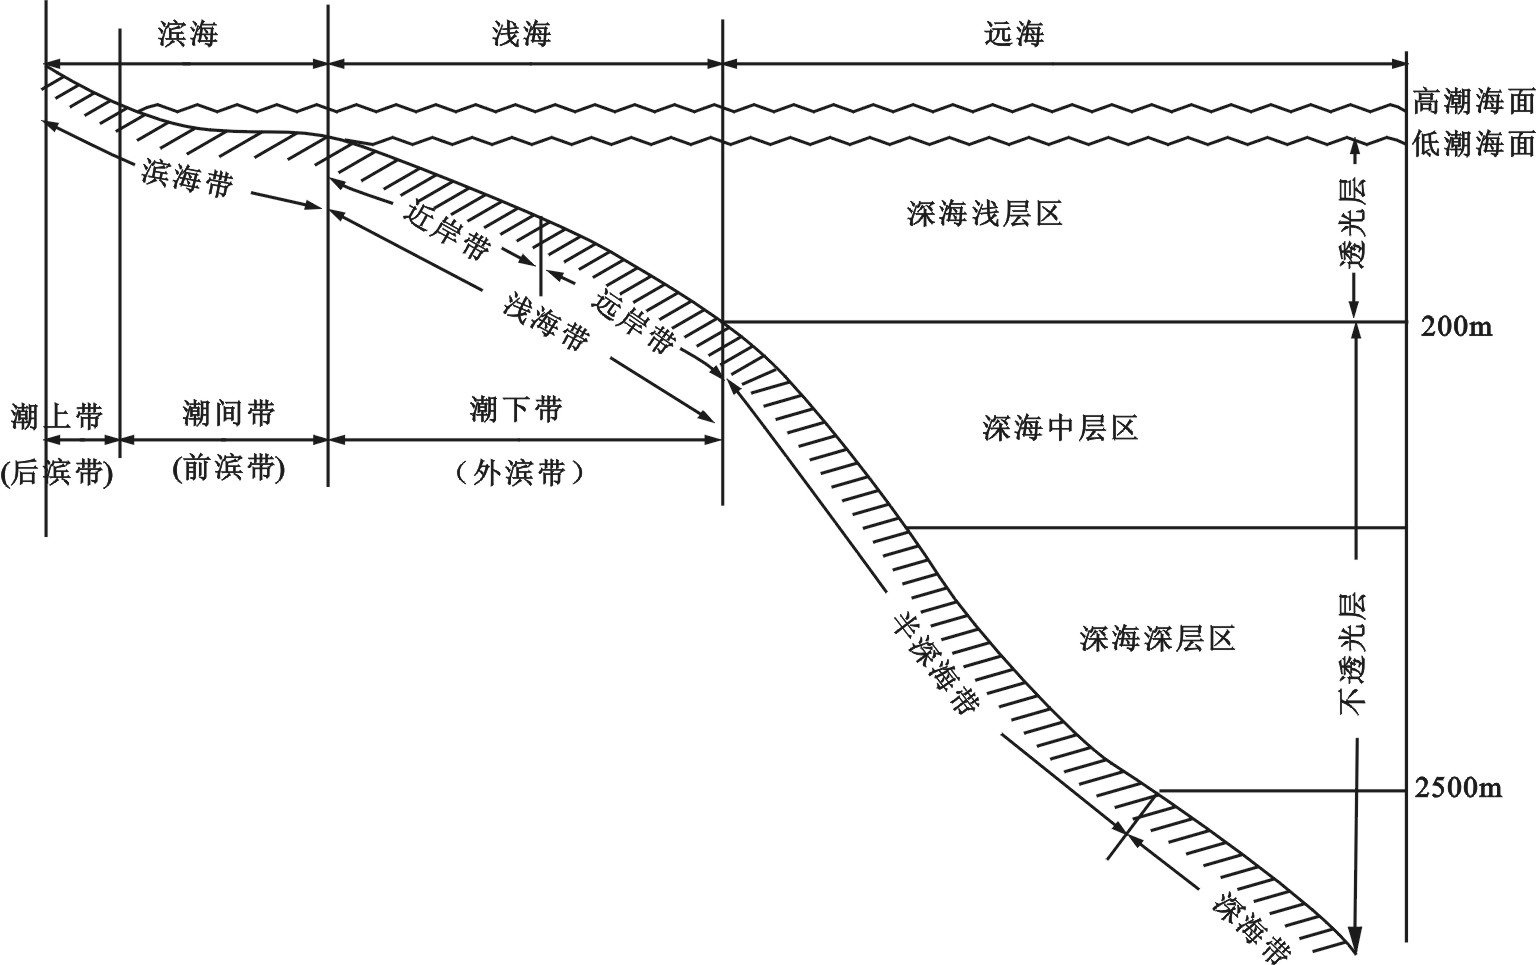 滨海
浅海
远海
高潮海面
低潮海面
滨海带
近岸带
浅海带
远岸带
深海浅层区
透光层
200m
潮上带
(后滨带)
潮间带
(前滨带)
潮下带
(外滨带)
深海中层区
不透光层
深海深层区
半深海带
2500m
深海带